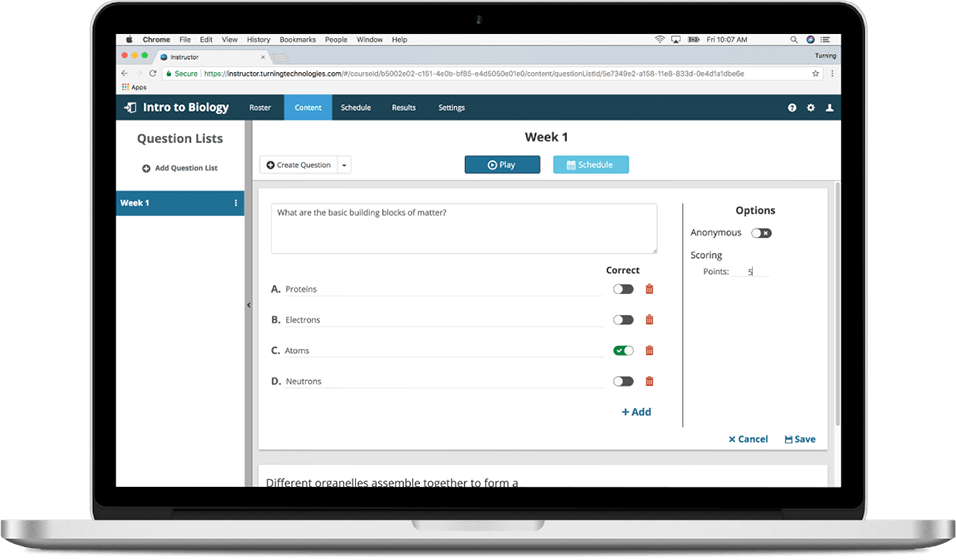 Chrome File Edit View History Bookmarks People Window Help Fri 10:07 AM
Instructor Turning
Secure https://instructor.turningtechnologies.com/#/courseid/b5002e02-c151-4e0b-bf85-e4d5050e01e0/content/questionListId/5e7349e2-a158-11e8-833d-0e4d1a1dbe6e
Apps
Intro to Biology Roster Content Schedule Results Settings
Question Lists
Add Question List
Week 1
Week 1
Create Question Play Schedule
What are the basic building blocks of matter?
Correct
A. Proteins
B. Electrons
C. Atoms
D. Neutrons
+ Add
Options
Anonymous
Scoring
Points: 5
Cancel Save
Different organelles assemble together to form a